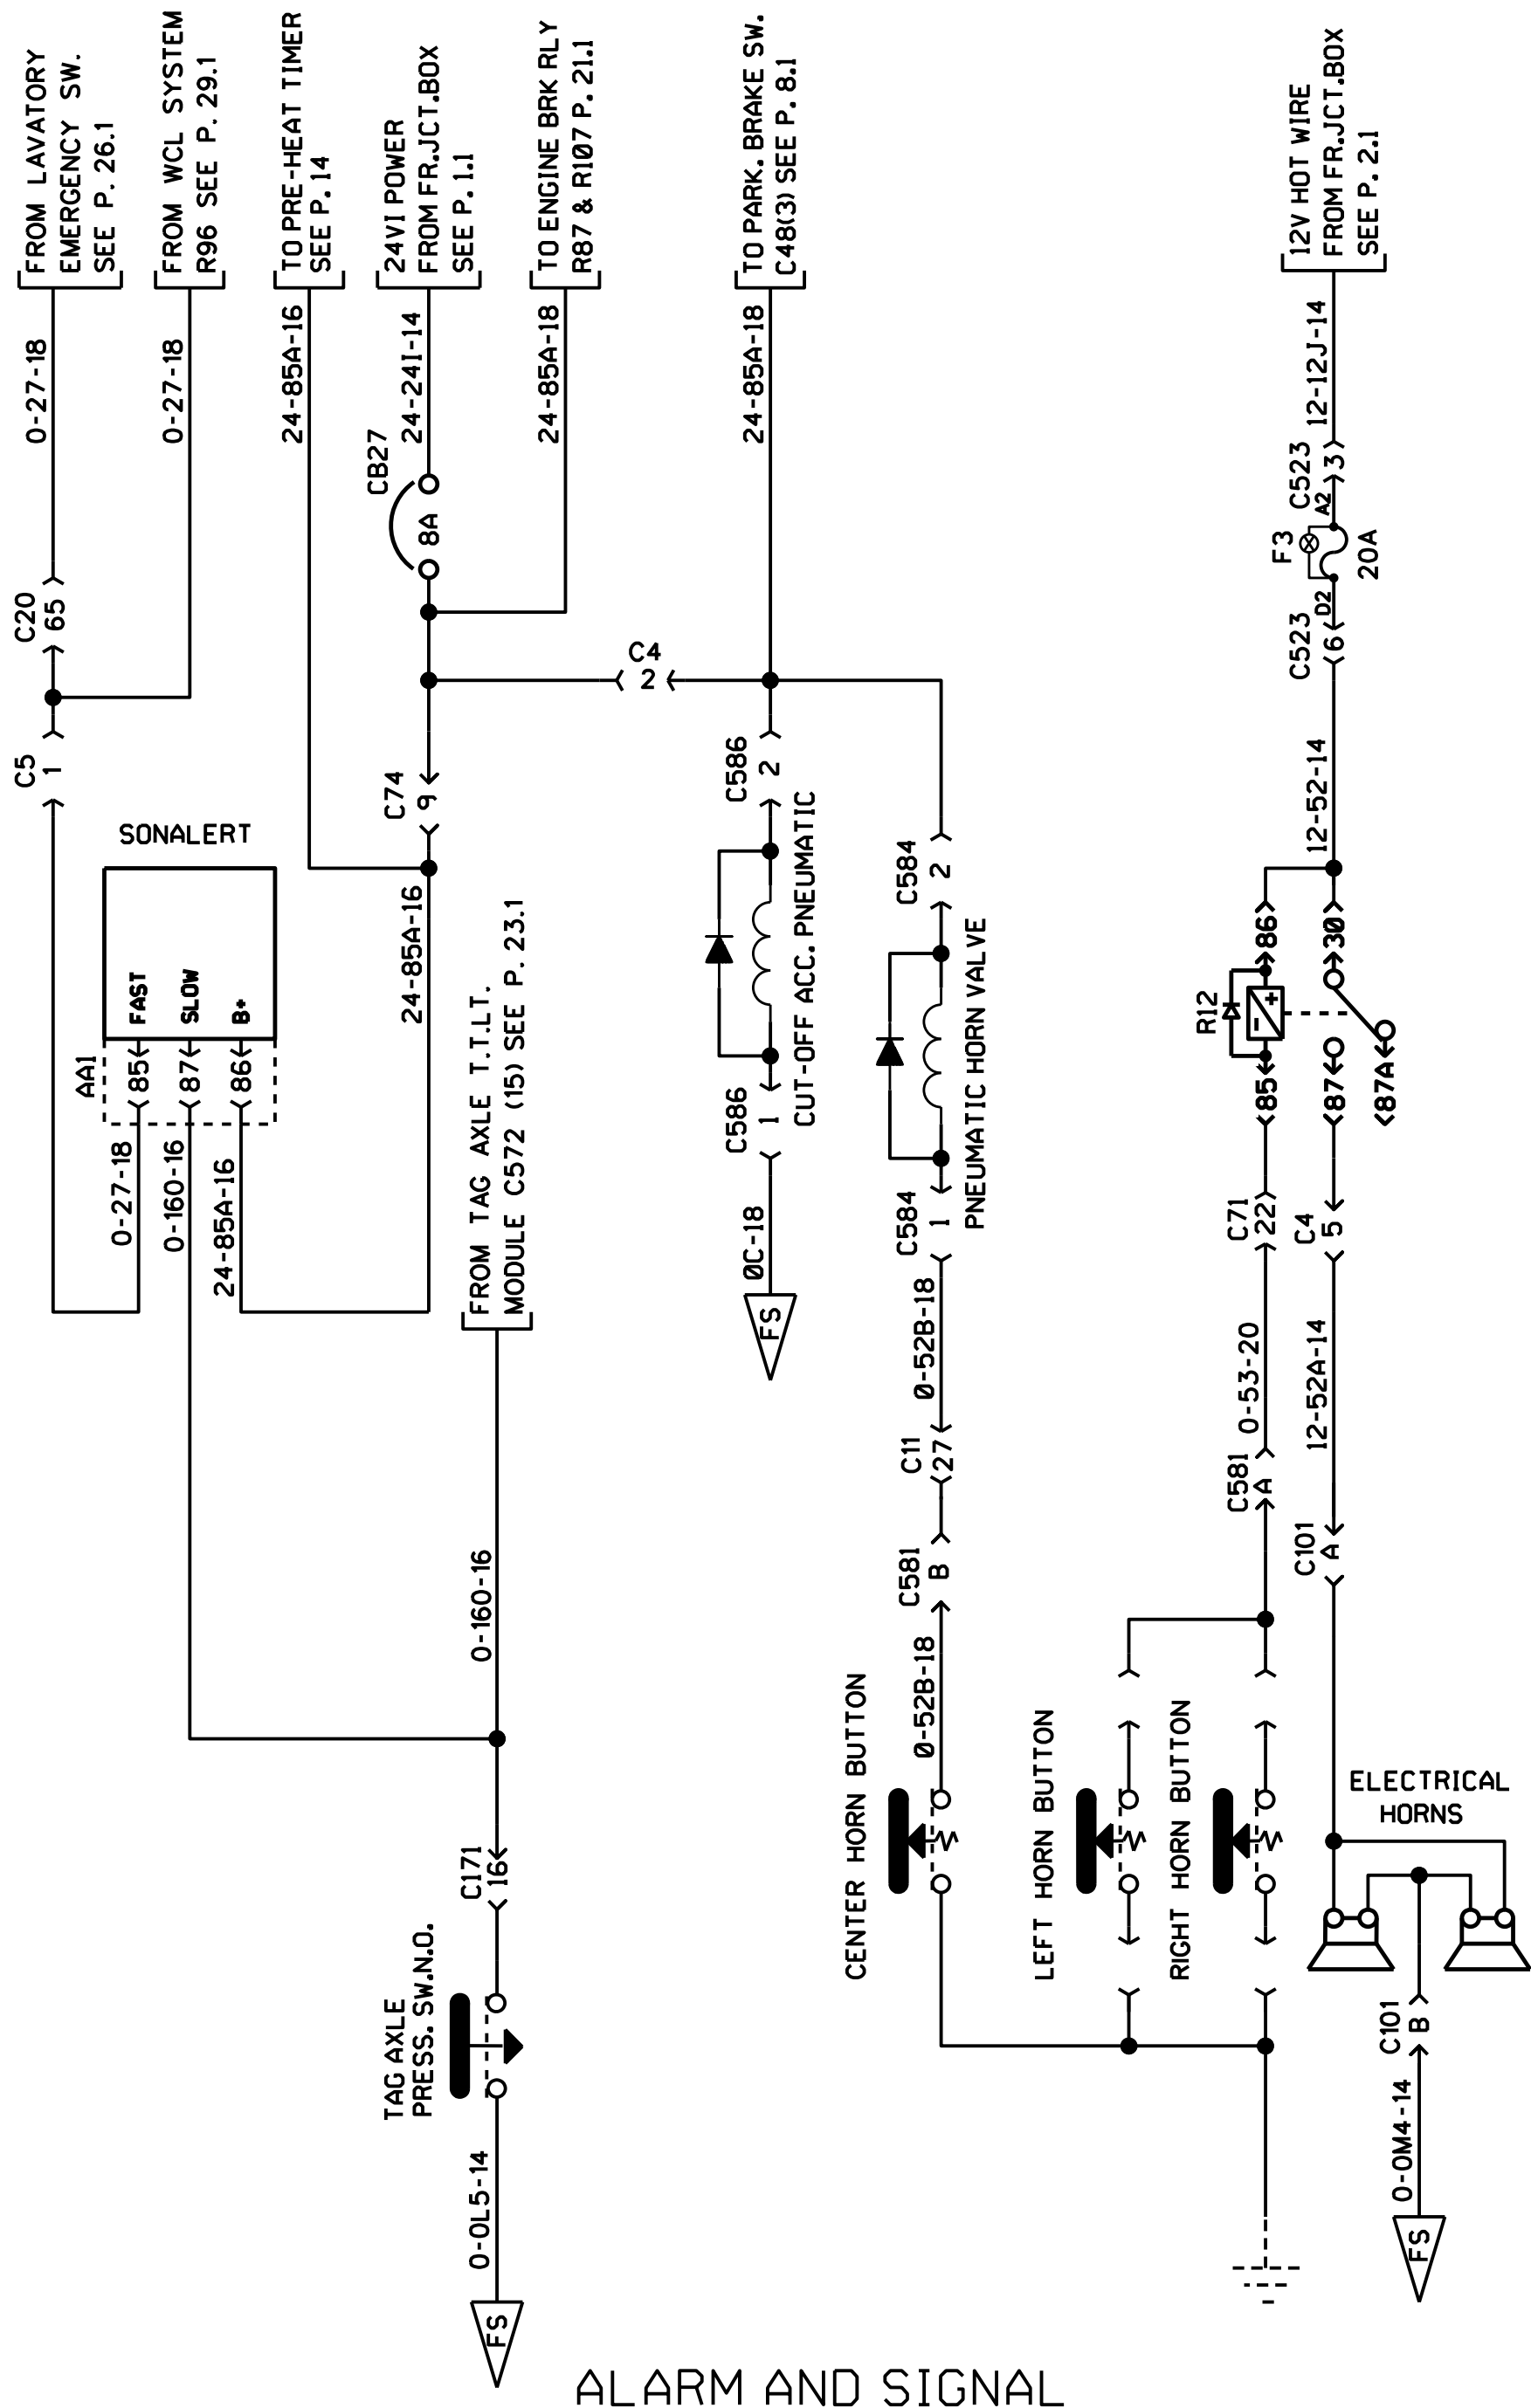 FROM LAVATORY
EMERGENCY SW.
SEE P. 26.1
0-27-18
C20
65
C5
1
FROM WCL SYSTEM
R96 SEE P. 29.1
0-27-18
TO PRE-HEAT TIMER
SEE P. 14
24-85A-16
24VI POWER
FROM FR.JCT.BOX
SEE P. 1.1
24-24I-14
CB27
8A
C74
9
24-85A-16
TO ENGINE BRK RLY
R87 & R107 P. 21.1
24-85A-18
C4
2
SONALERT
FAST
SLOW
B+
AA1
85
87
86
0-27-18
0-160-16
24-85A-16
FROM TAG AXLE T.T.LT.
MODULE C572 (15) SEE P. 23.1
0-160-16
C171
16
TAG AXLE
PRESS. SW.N.O.
0-0L5-14
FS
TO PARK. BRAKE SW.
C48(3) SEE P. 8.1
24-85A-18
C586
2
CUT-OFF ACC. PNEUMATIC
C586
1
0C-18
FS
C584
2
PNEUMATIC HORN VALVE
C584
1
0-52B-18
C11
27
C581
B
0-52B-18
CENTER HORN BUTTON
LEFT HORN BUTTON
RIGHT HORN BUTTON
12V HOT WIRE
FROM FR.JCT.BOX
SEE P. 2.1
12-12J-14
C523
3
A2
F3
20A
D2
C523
6
12-52-14
86
30
R12
+
-
85
87
87A
C71
22
C4
5
0-53-20
12-52A-14
C581
A
C101
A
ELECTRICAL
HORNS
C101
B
0-0M4-14
FS
ALARM AND SIGNAL